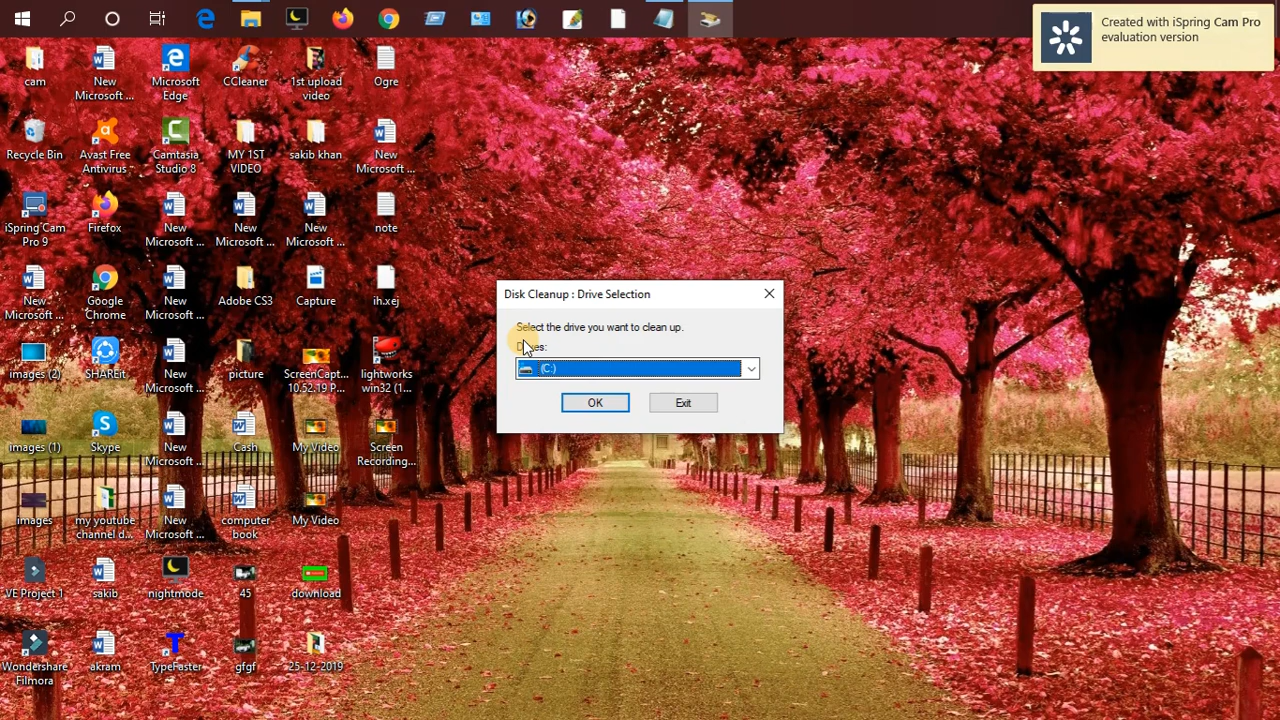 Created with iSpring Cam Pro
evaluation version
cam
New
Microsoft ...
Microsoft
Edge
CCleaner
1st upload
video
Ogre
Recycle Bin
Avast Free
Antivirus
Camtasia
Studio 8
MY 1ST
VIDEO
sakib khan
New
Microsoft ...
iSpring Cam
Pro 9
Firefox
New
Microsoft ...
New
Microsoft ...
New
Microsoft ...
note
New
Microsoft ...
Google
Chrome
New
Microsoft ...
Adobe CS3
Capture
ih.xej
images (2)
SHAREit
New
Microsoft ...
picture
ScreenCapt...
10.52.19 P...
lightworks
win32 (1...
images (1)
Skype
New
Microsoft ...
Cash
My Video
Screen
Recording...
images
my youtube
channel d...
New
Microsoft ...
computer-
book
My Video
VE Project 1
sakib
nightmode
45
download
Wondershare
Filmora
akram
TypeFaster
gfgf
25-12-2019
Disk Cleanup : Drive Selection
Select the drive you want to clean up.
Drives:
(C:)
OK
Exit